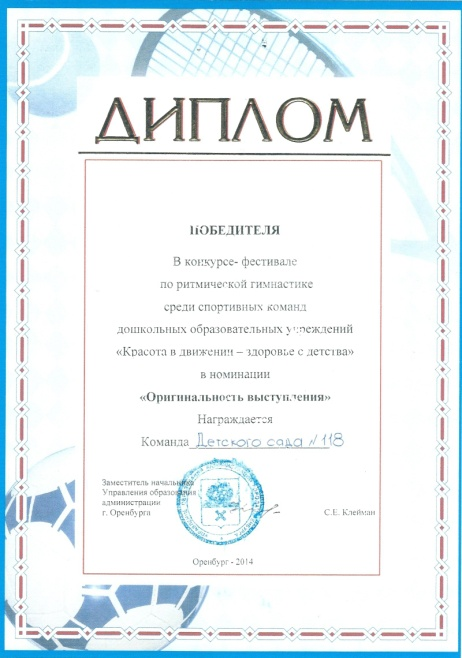 ДИПЛОМ
ПОБЕДИТЕЛЯ
В конкурсе- фестивале
по ритмической гимнастике
среди спортивных команд
дошкольных образовательных учреждений
«Красота в движении – здоровье с детства»
в номинации
«Оригинальность выступления»
Награждается
Команда Детского сада № 118
Заместитель начальника
Управления образования
администрации
г. Оренбурга
С.Е. Клейман
Оренбург - 2014